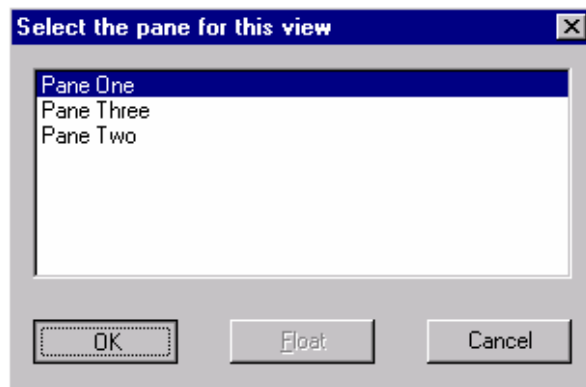 Select the pane for this view
Pane One
Pane Three
Pane Two
OK
Float
Cancel